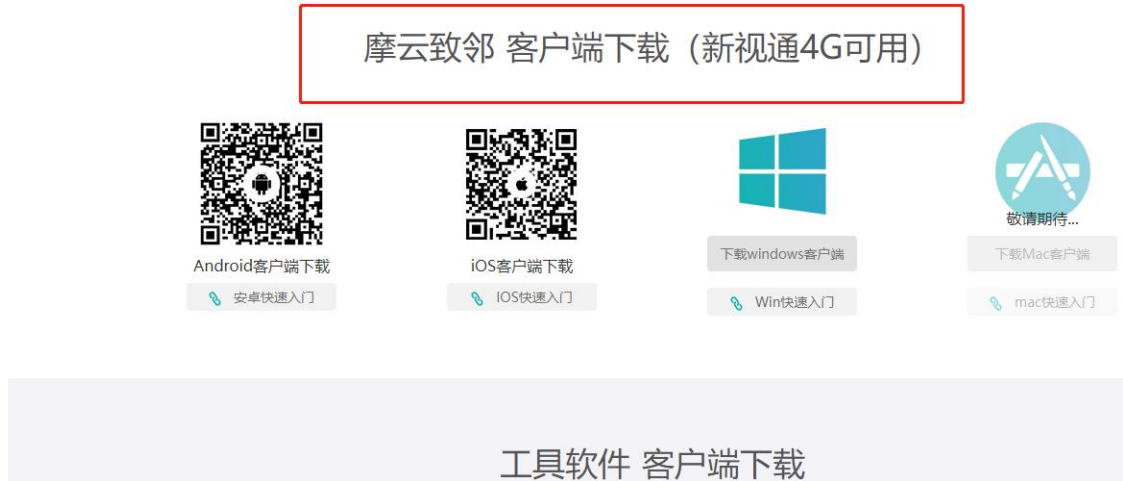 摩云致邻 客户端下载（新视通4G可用）
敬请期待...
Android客户端下载
iOS客户端下载
下载windows客户端
下载Mac客户端
安卓快速入门
IOS快速入门
Win快速入门
mac快速入门
工具软件 客户端下载